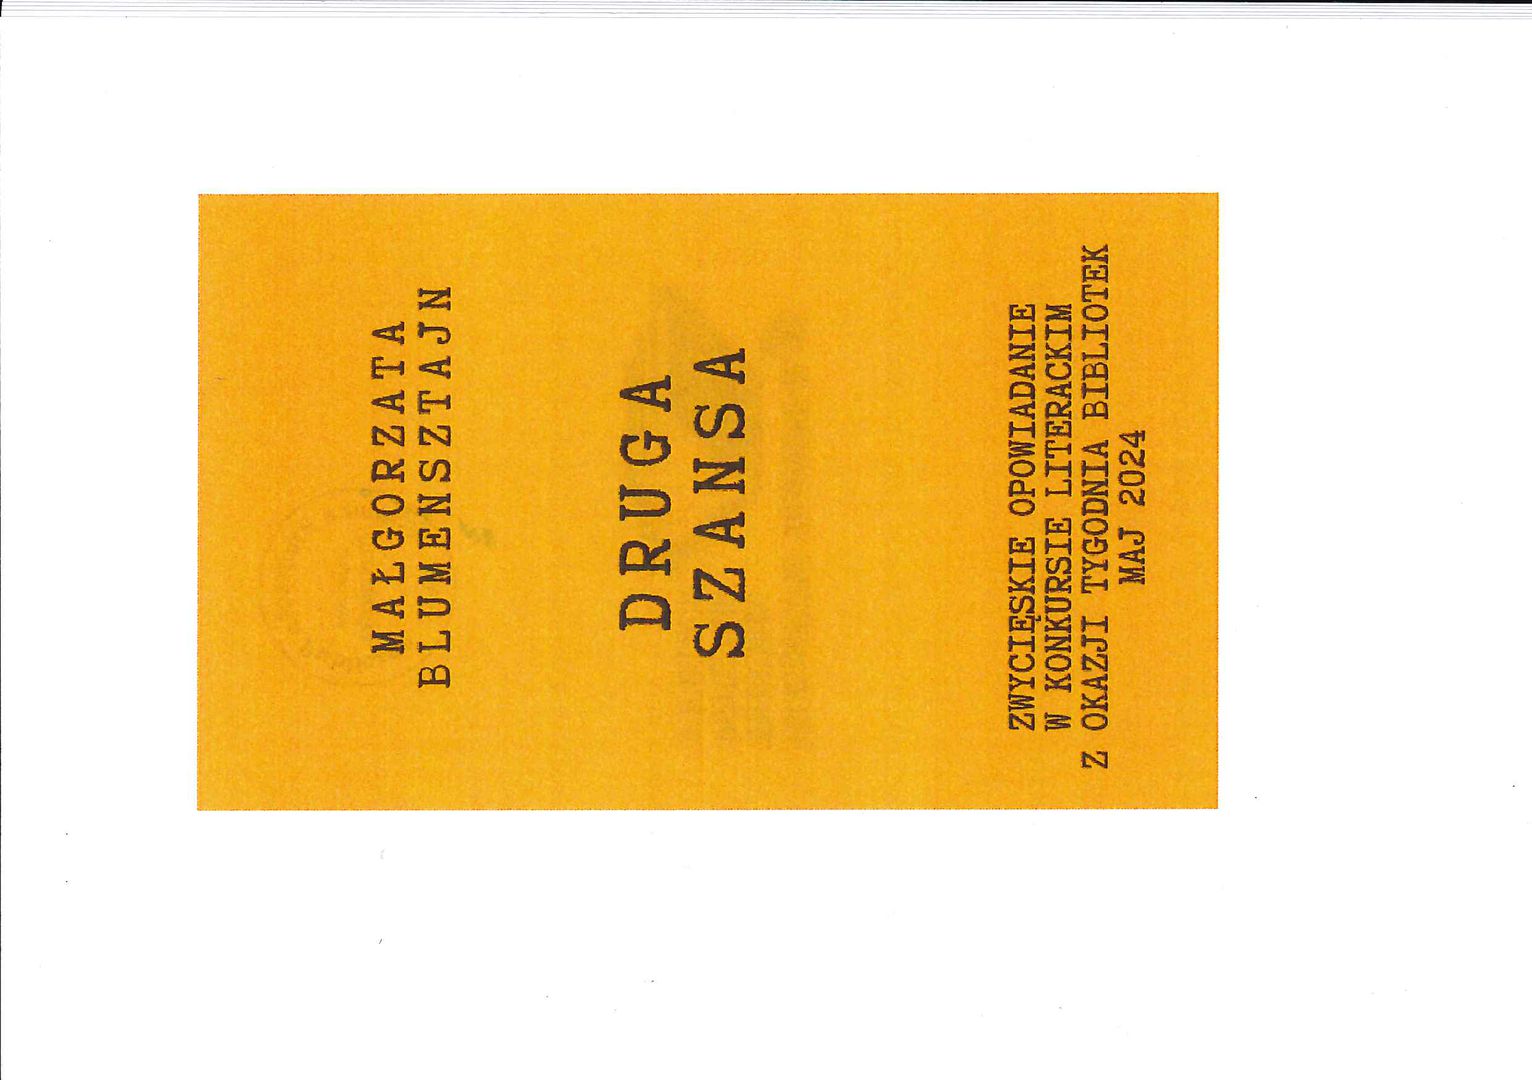 MAŁGORZATA
BLUMENSZTAJN
DRUGA
SZANSA
ZWYCIĘSKIE OPOWIADANIE
W KONKURSIE LITERACKIM
Z OKAZJI TYGODNIA BIBLIOTEK
MAJ 2024